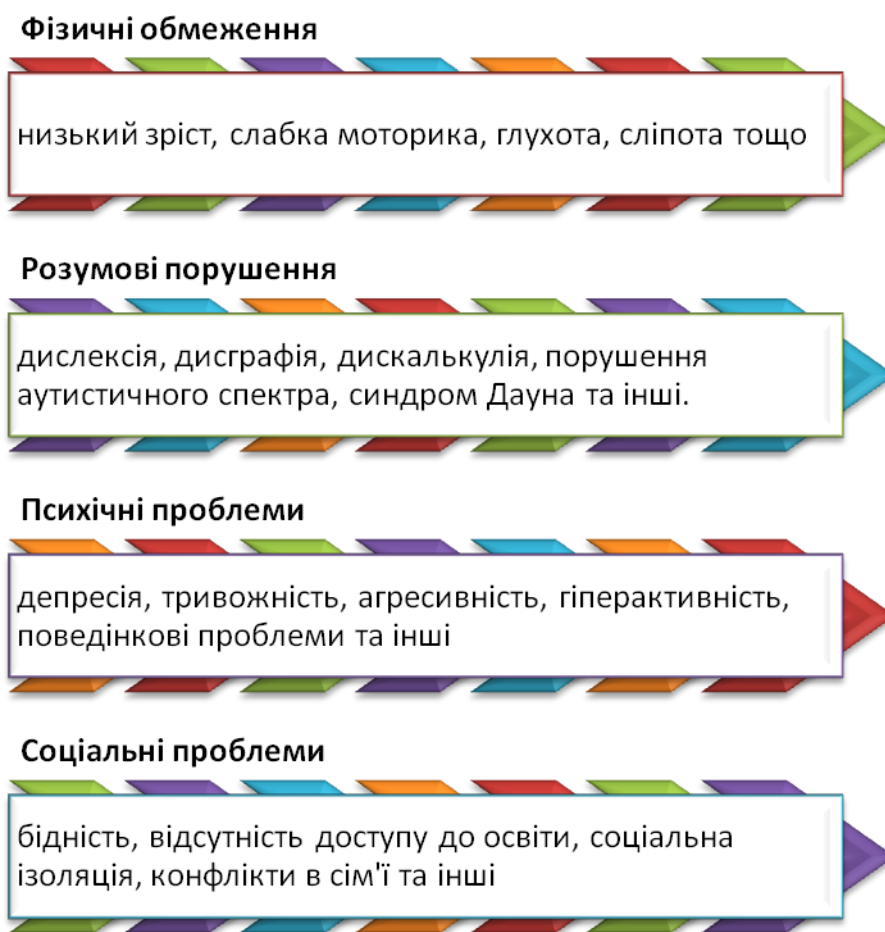 Фізичні обмеження
низький зріст, слабка моторика, глухота, сліпота тощо
Розумові порушення
дислексія, дисграфія, дискалькулія, порушення
аутистичного спектра, синдром Дауна та інші.
Психічні проблеми
депресія, тривожність, агресивність, гіперактивність,
поведінкові проблеми та інші
Соціальні проблеми
бідність, відсутність доступу до освіти, соціальна
ізоляція, конфлікти в сім'ї та інші